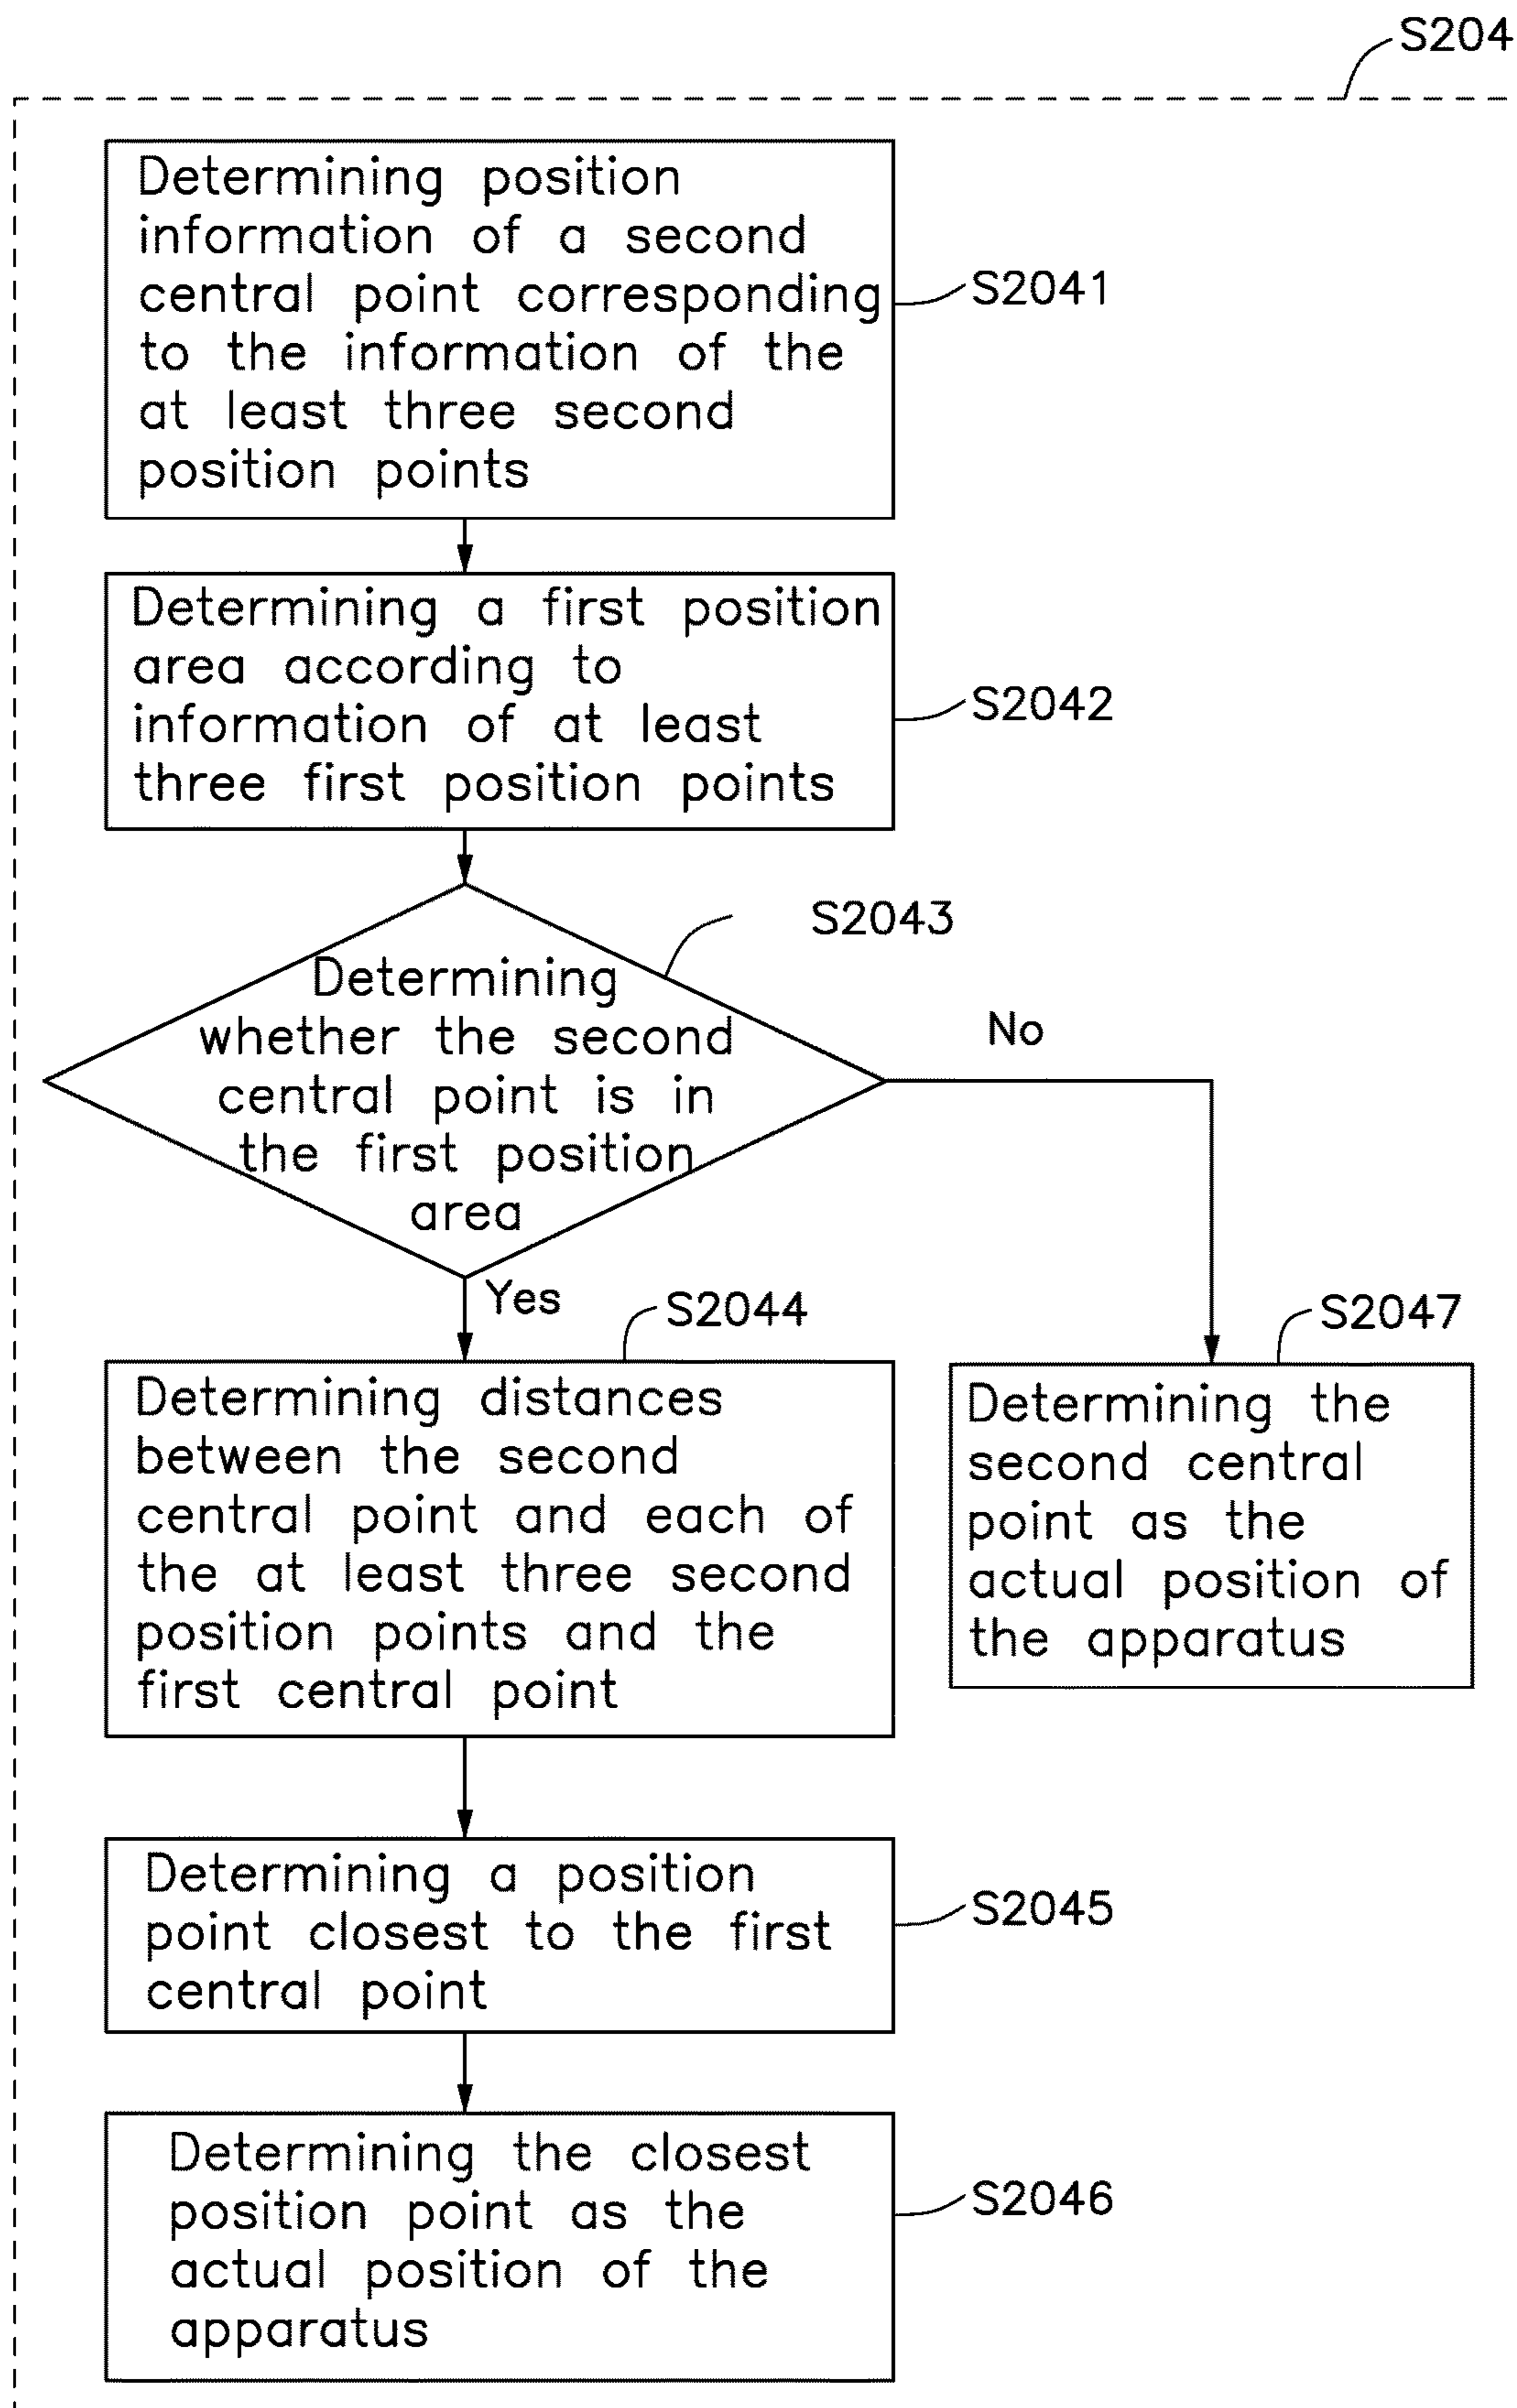 S204
Determining position
information of a second
central point corresponding
to the information of the
at least three second
position points
S2041
Determining a first position
area according to
information of at least
three first position points
S2042
S2043
Determining
whether the second
central point is in
the first position
area
No
Yes
S2044
Determining distances
between the second
central point and each of
the at least three second
position points and the
first central point
S2047
Determining the
second central
point as the
actual position of
the apparatus
Determining a position
point closest to the first
central point
S2045
Determining the closest
position point as the
actual position of the
apparatus
S2046